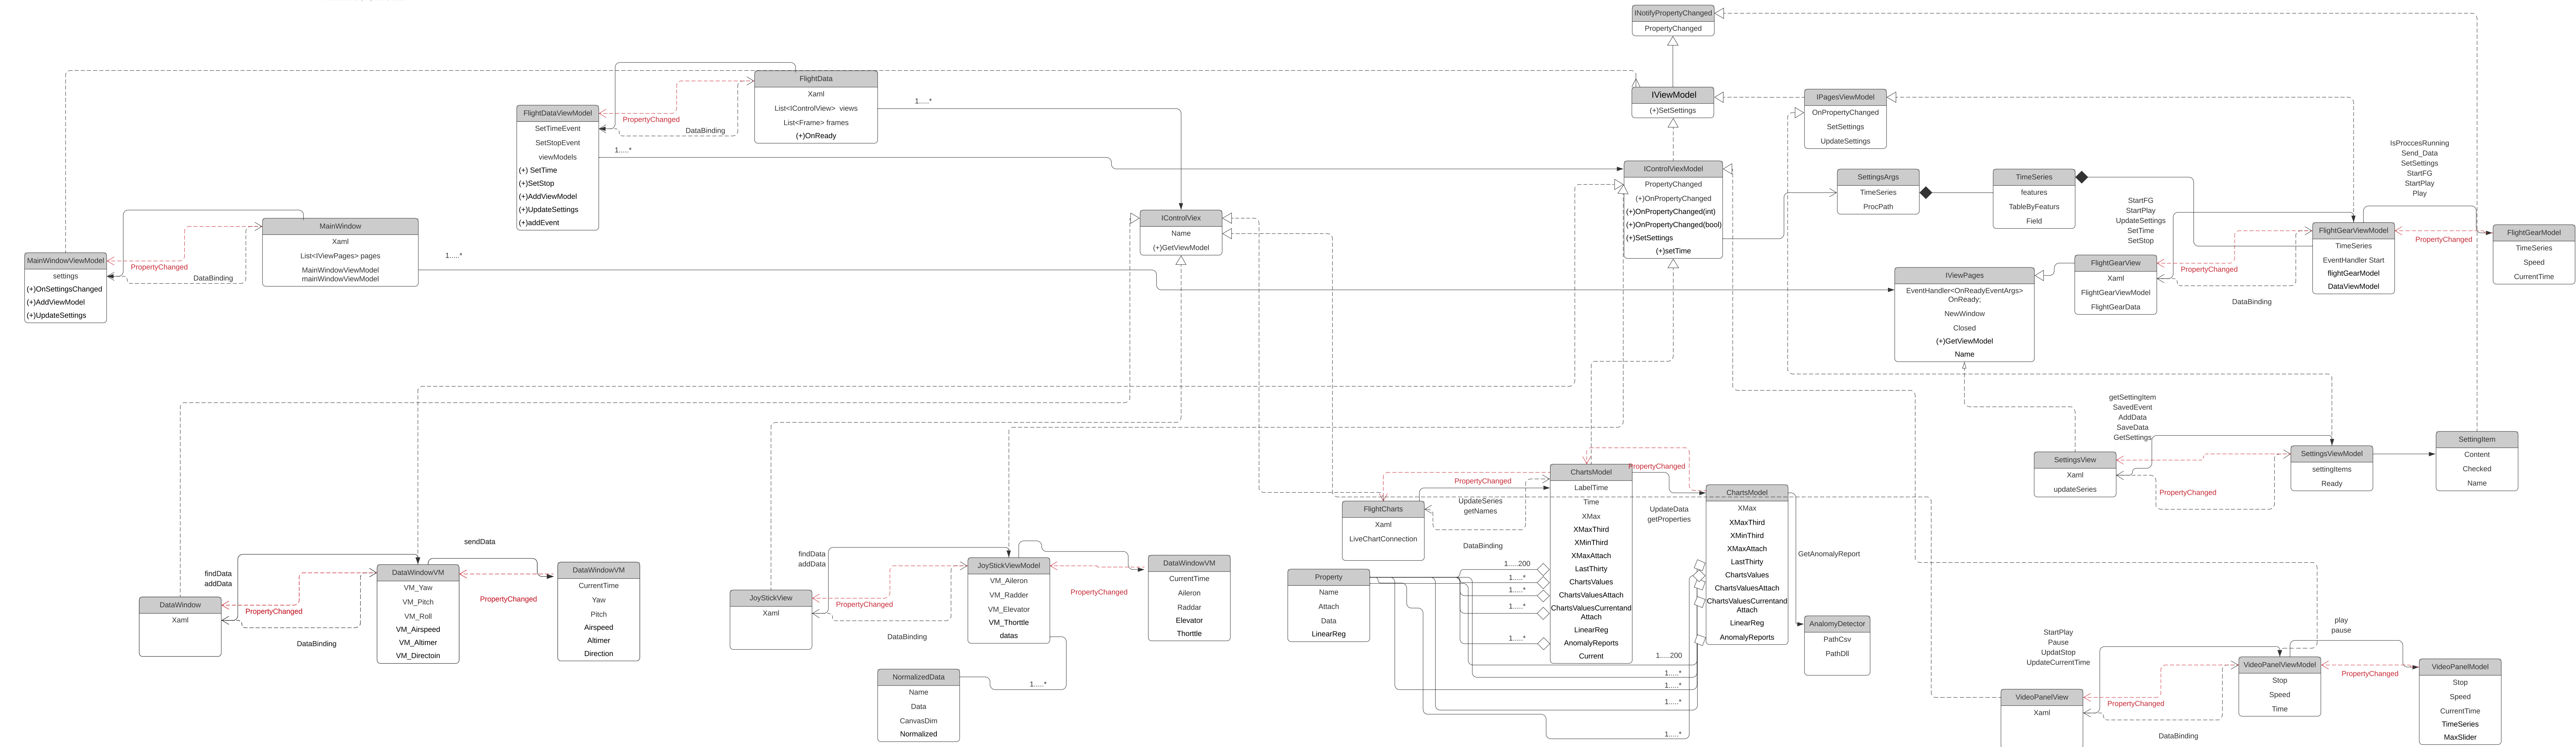 INotifyPropertyChanged
PropertyChanged
FlightData
Xaml
List<IControlView>  views
List<Frame> frames
(+)OnReady
1.....*
IViewModel
(+)SetSettings
IPagesViewModel
OnPropertyChanged
SetSettings
UpdateSettings
FlightDataViewModel
SetTimeEvent
SetStopEvent
viewModels
(+) SetTime
(+)SetStop
(+)AddViewModel
(+)UpdateSettings
(+)addEvent
PropertyChanged
DataBinding
1.....*
IControlViexModel
PropertyChanged
(+)OnPropertyChanged
(+)OnPropertyChanged(int)
(+)OnPropertyChanged(bool)
(+)SetSettings
(+)setTime
SettingsArgs
TimeSeries
ProcPath
TimeSeries
features
TableByFeaturs
Field
IsProccesRunning
Send_Data
SetSettings
StartFG
StartPlay
Play
StartFG
StartPlay
UpdateSettings
SetTime
SetStop
MainWindow
Xaml
List<IViewPages> pages
MainWindowViewModel
mainWindowViewModel
MainWindowViewModel
settings
(+)OnSettingsChanged
(+)AddViewModel
(+)UpdateSettings
PropertyChanged
DataBinding
1.....*
IControlViex
Name
(+)GetViewModel
FlightGearViewModel
TimeSeries
EventHandler Start
flightGearModel
DataViewModel
PropertyChanged
FlightGearModel
TimeSeries
Speed
CurrentTime
IViewPages
EventHandler<OnReadyEventArgs>
OnReady;
NewWindow
Closed
(+)GetViewModel
Name
FlightGearView
Xaml
FlightGearViewModel
FlightGearData
PropertyChanged
DataBinding
getSettingItem
SavedEvent
AddData
SaveData
GetSettings
SettingsView
Xaml
updateSeries
PropertyChanged
SettingsViewModel
settingItems
Ready
SettingItem
Content
Checked
Name
ChartsModel
LabelTime
Time
XMax
XMaxThird
XMinThird
XMaxAttach
LastThirty
ChartsValues
ChartsValuesAttach
ChartsValuesCurrentand
Attach
LinearReg
AnomalyReports
Current
PropertyChanged
PropertyChanged
UpdateSeries
getNames
DataBinding
FlightCharts
Xaml
LiveChartConnection
UpdateData
getProperties
ChartsModel
XMax
XMaxThird
XMinThird
XMaxAttach
LastThirty
ChartsValues
ChartsValuesAttach
ChartsValuesCurrentand
Attach
LinearReg
AnomalyReports
GetAnomalyReport
AnalomyDetector
PathCsv
PathDll
Property
Name
Attach
Data
LinearReg
1.....200
1.....*
1.....*
1.....*
1.....*
1.....200
1.....*
1.....*
1.....*
1.....*
sendData
findData
addData
DataWindow
Xaml
PropertyChanged
DataBinding
DataWindowVM
VM_Yaw
VM_Pitch
VM_Roll
VM_Airspeed
VM_Altimer
VM_Directoin
PropertyChanged
DataWindowVM
CurrentTime
Yaw
Pitch
Airspeed
Altimer
Direction
findData
addData
JoyStickView
Xaml
PropertyChanged
DataBinding
JoyStickViewModel
VM_Aileron
VM_Radder
VM_Elevator
VM_Thorttle
datas
PropertyChanged
DataWindowVM
CurrentTime
Aileron
Raddar
Elevator
Thorttle
NormalizedData
Name
Data
CanvasDim
Normalized
1.....*
StartPlay
Pause
UpdatStop
UpdateCurrentTime
VideoPanelView
Xaml
PropertyChanged
DataBinding
VideoPanelViewModel
Stop
Speed
Time
play
pause
PropertyChanged
VideoPanelModel
Stop
Speed
CurrentTime
TimeSeries
MaxSlider